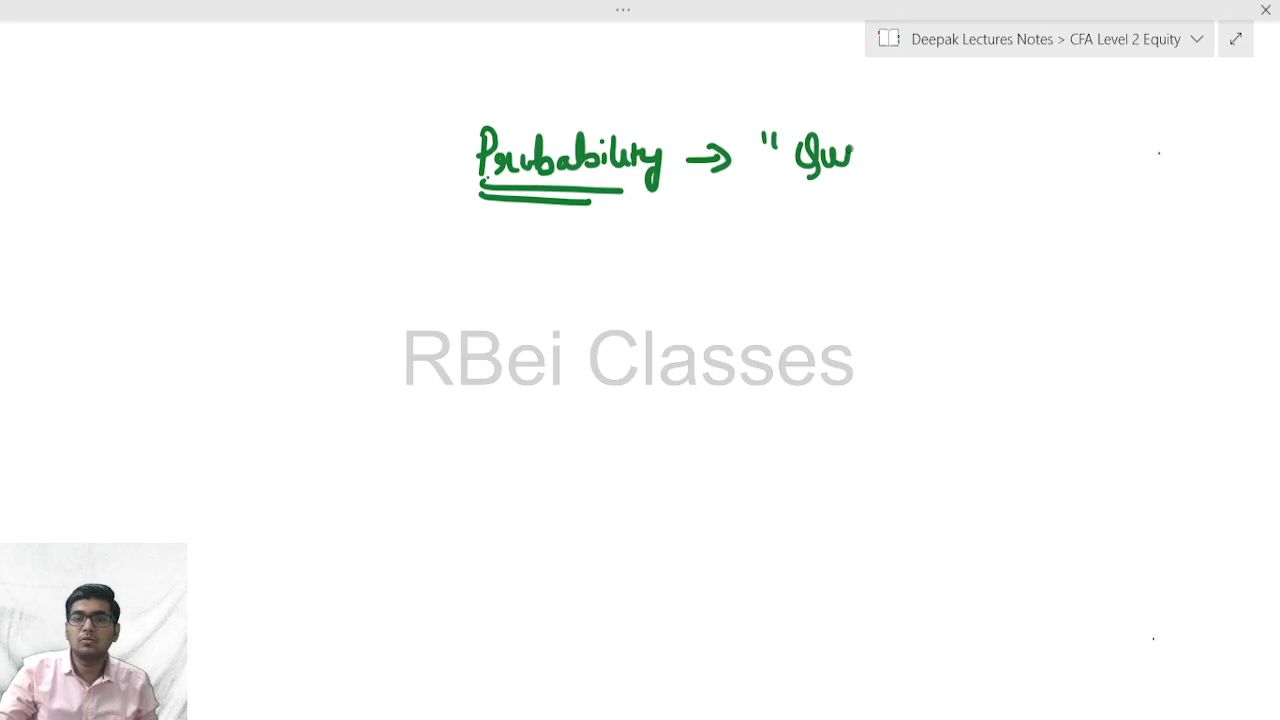 Deepak Lectures Notes > CFA Level 2 Equity
Probability → "
RBei Classes